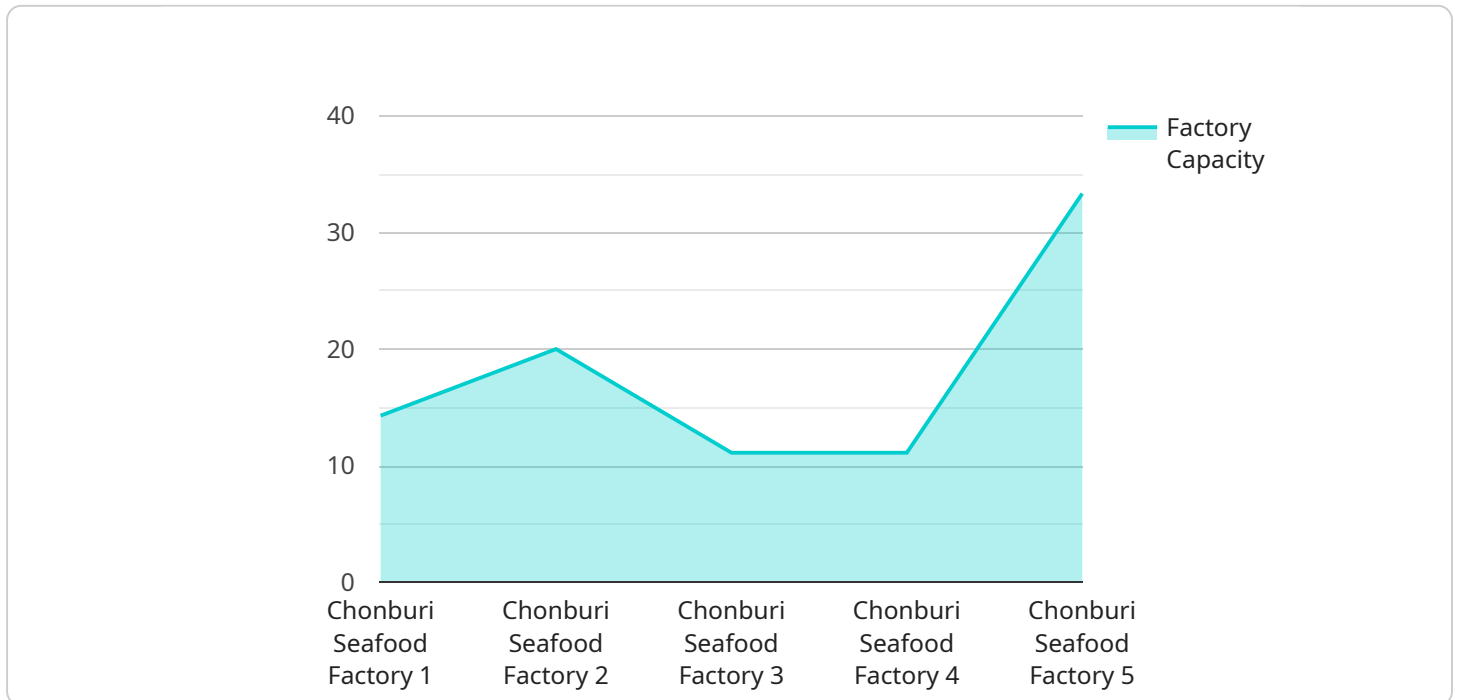 40
30
20
10
0
Factory
Capacity
Chonburi
Seafood
Factory 1
Chonburi
Seafood
Factory 2
Chonburi
Seafood
Factory 3
Chonburi
Seafood
Factory 4
Chonburi
Seafood
Factory 5